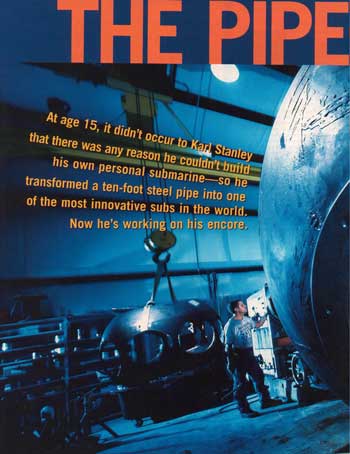 THE PIPE
At age 15, it didn't occur to Karl Stanley
that there was any reason he couldn't build
his own personal submarine—so he
transformed a ten-foot steel pipe into one
of the most innovative subs in the world.
Now he's working on his encore.